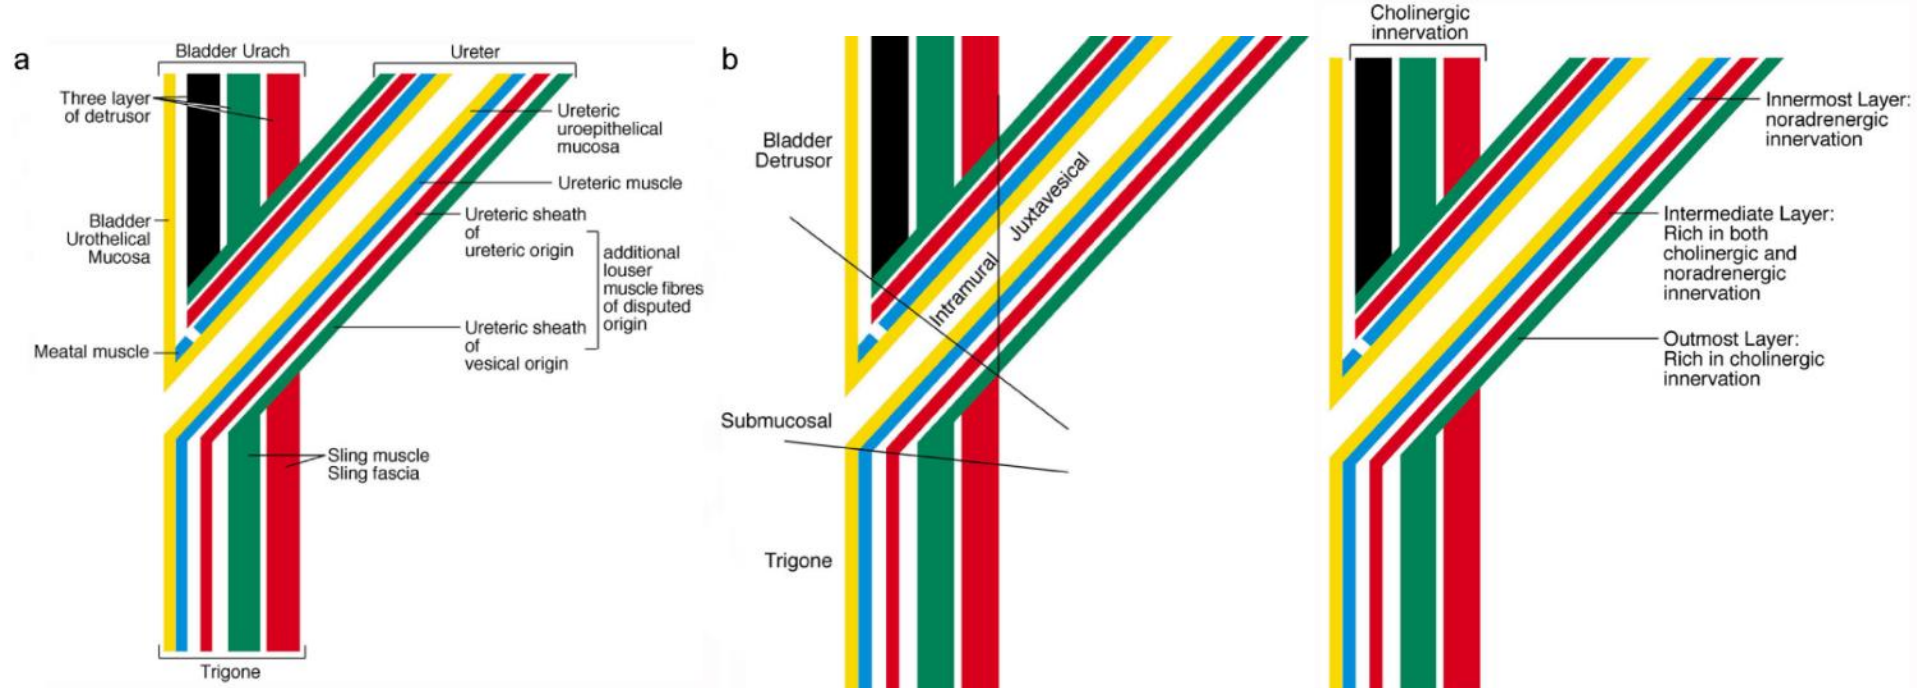 a
Bladder Urach
Ureter
Three layer
of detrusor
Ureteric
uroepithelical
mucosa
Ureteric muscle
Bladder
Urothelical
Mucosa
Ureteric sheath
of
ureteric origin
additional
louser
muscle fibres
of disputed
origin
Ureteric sheath
of
vesical origin
Meatal muscle
Sling muscle
Sling fascia
Trigone
b
Bladder
Detrusor
Juxtavesical
Intramural
Submucosal
Trigone
Cholinergic
innervation
Innermost Layer:
noradrenergic
innervation
Intermediate Layer:
Rich in both
cholinergic and
noradrenergic
innervation
Outmost Layer:
Rich in cholinergic
innervation